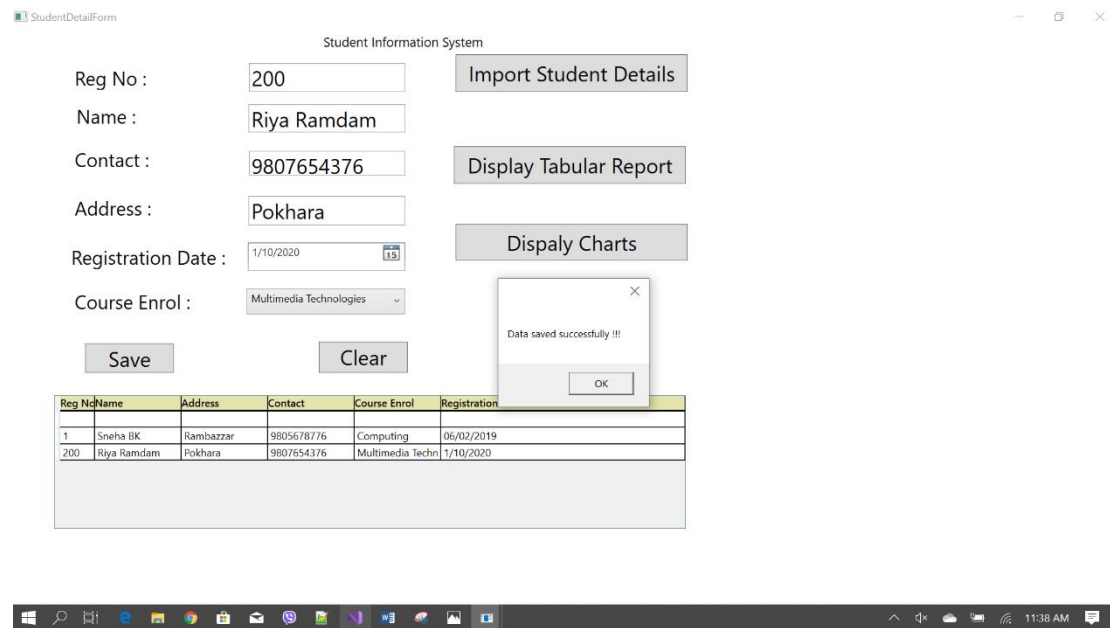 StudentDetailForm
Student Information System
Reg No : 200 Import Student Details
Name : Riya Ramdam
Contact : 9807654376 Display Tabular Report
Address : Pokhara
Registration Date : 1/10/2020 15 Dispaly Charts
Course Enrol : Multimedia Technologies
Data saved successfully !!!
Save Clear
OK
Reg No Name Address Contact Course Enrol Registration
1 Sneha BK Rambazzar 9805678776 Computing 06/02/2019
200 Riya Ramdam Pokhara 9807654376 Multimedia Techn 1/10/2020
11:38 AM